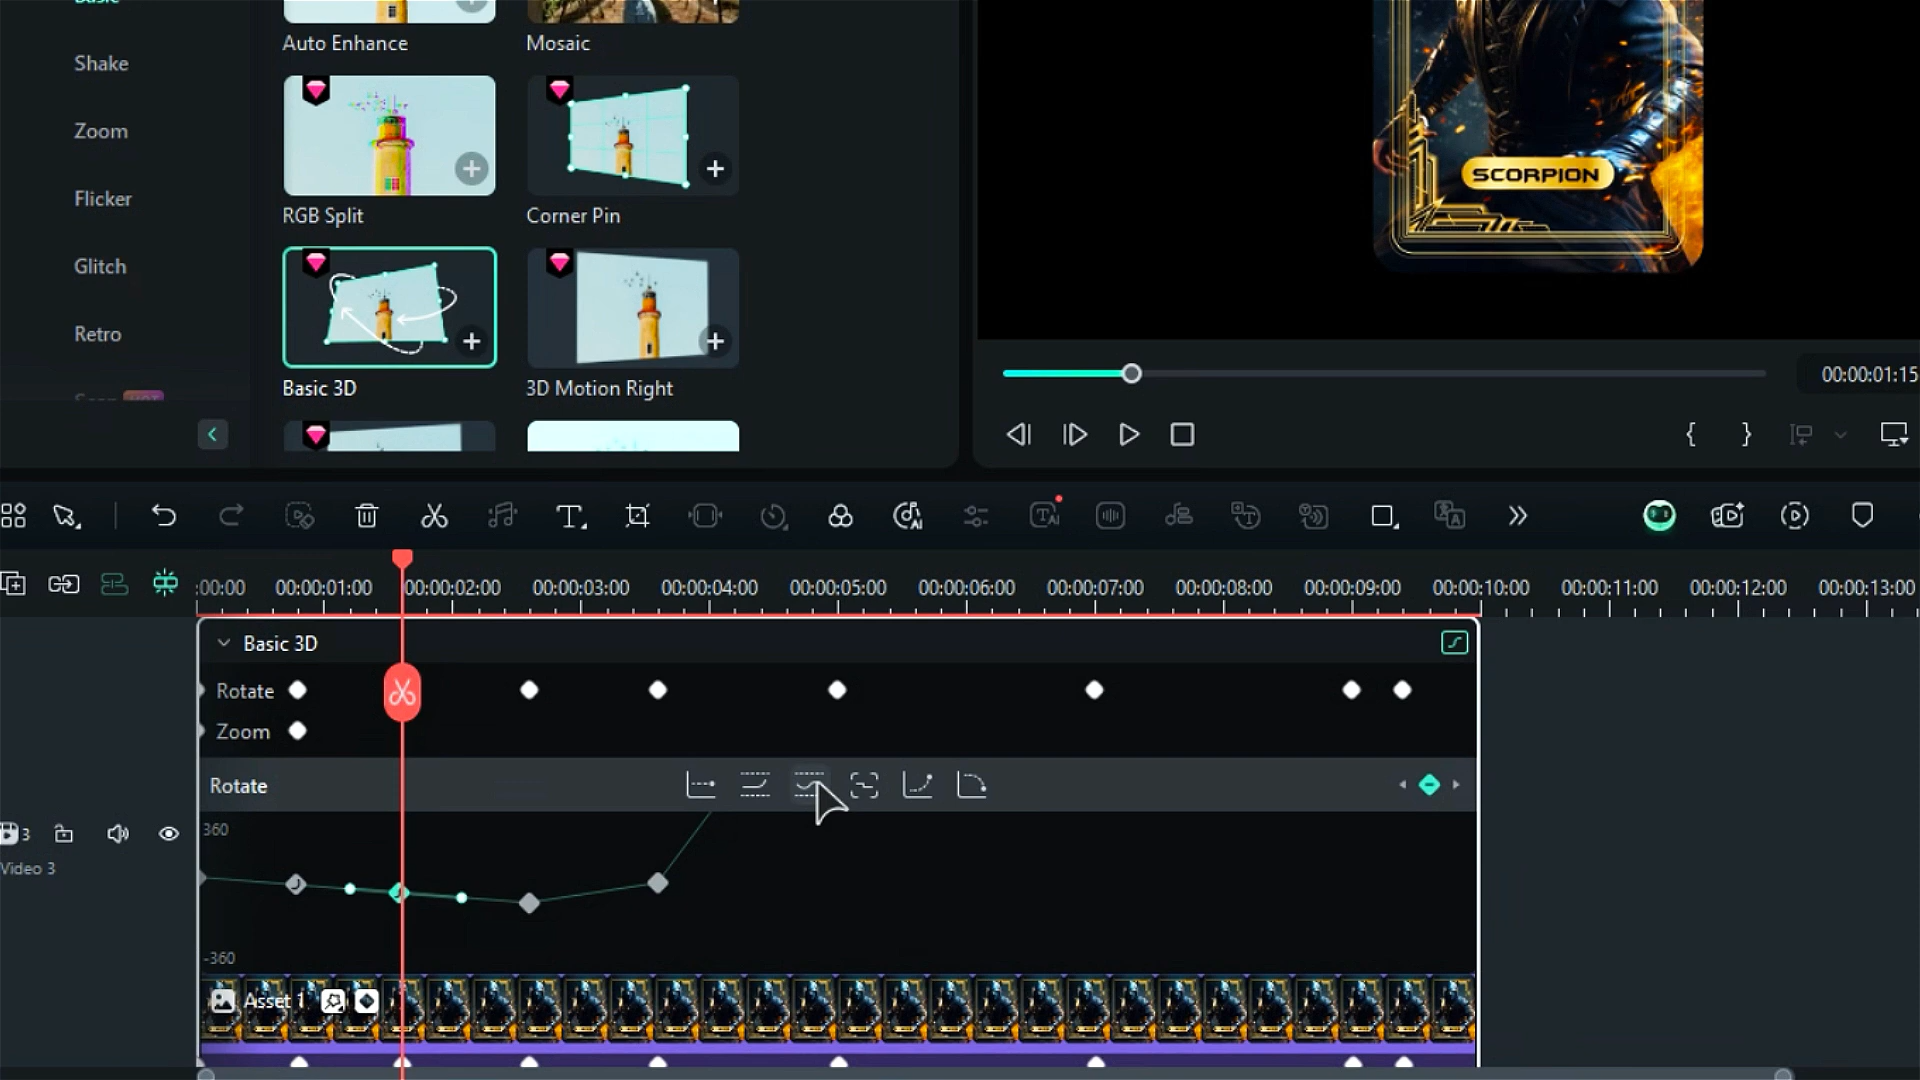 Basic
Shake
Zoom
Flicker
Glitch
Retro
HOT
Auto Enhance
Mosaic
RGB Split
Corner Pin
Basic 3D
3D Motion Right
SCORPION
00:00:01:15
:00:00
00:00:01:00
00:00:02:00
00:00:03:00
00:00:04:00
00:00:05:00
00:00:06:00
00:00:07:00
00:00:08:00
00:00:09:00
00:00:10:00
00:00:11:00
00:00:12:00
00:00:13:00
Basic 3D
Rotate
Zoom
Rotate
360
-360
3
Video 3
Asset 1